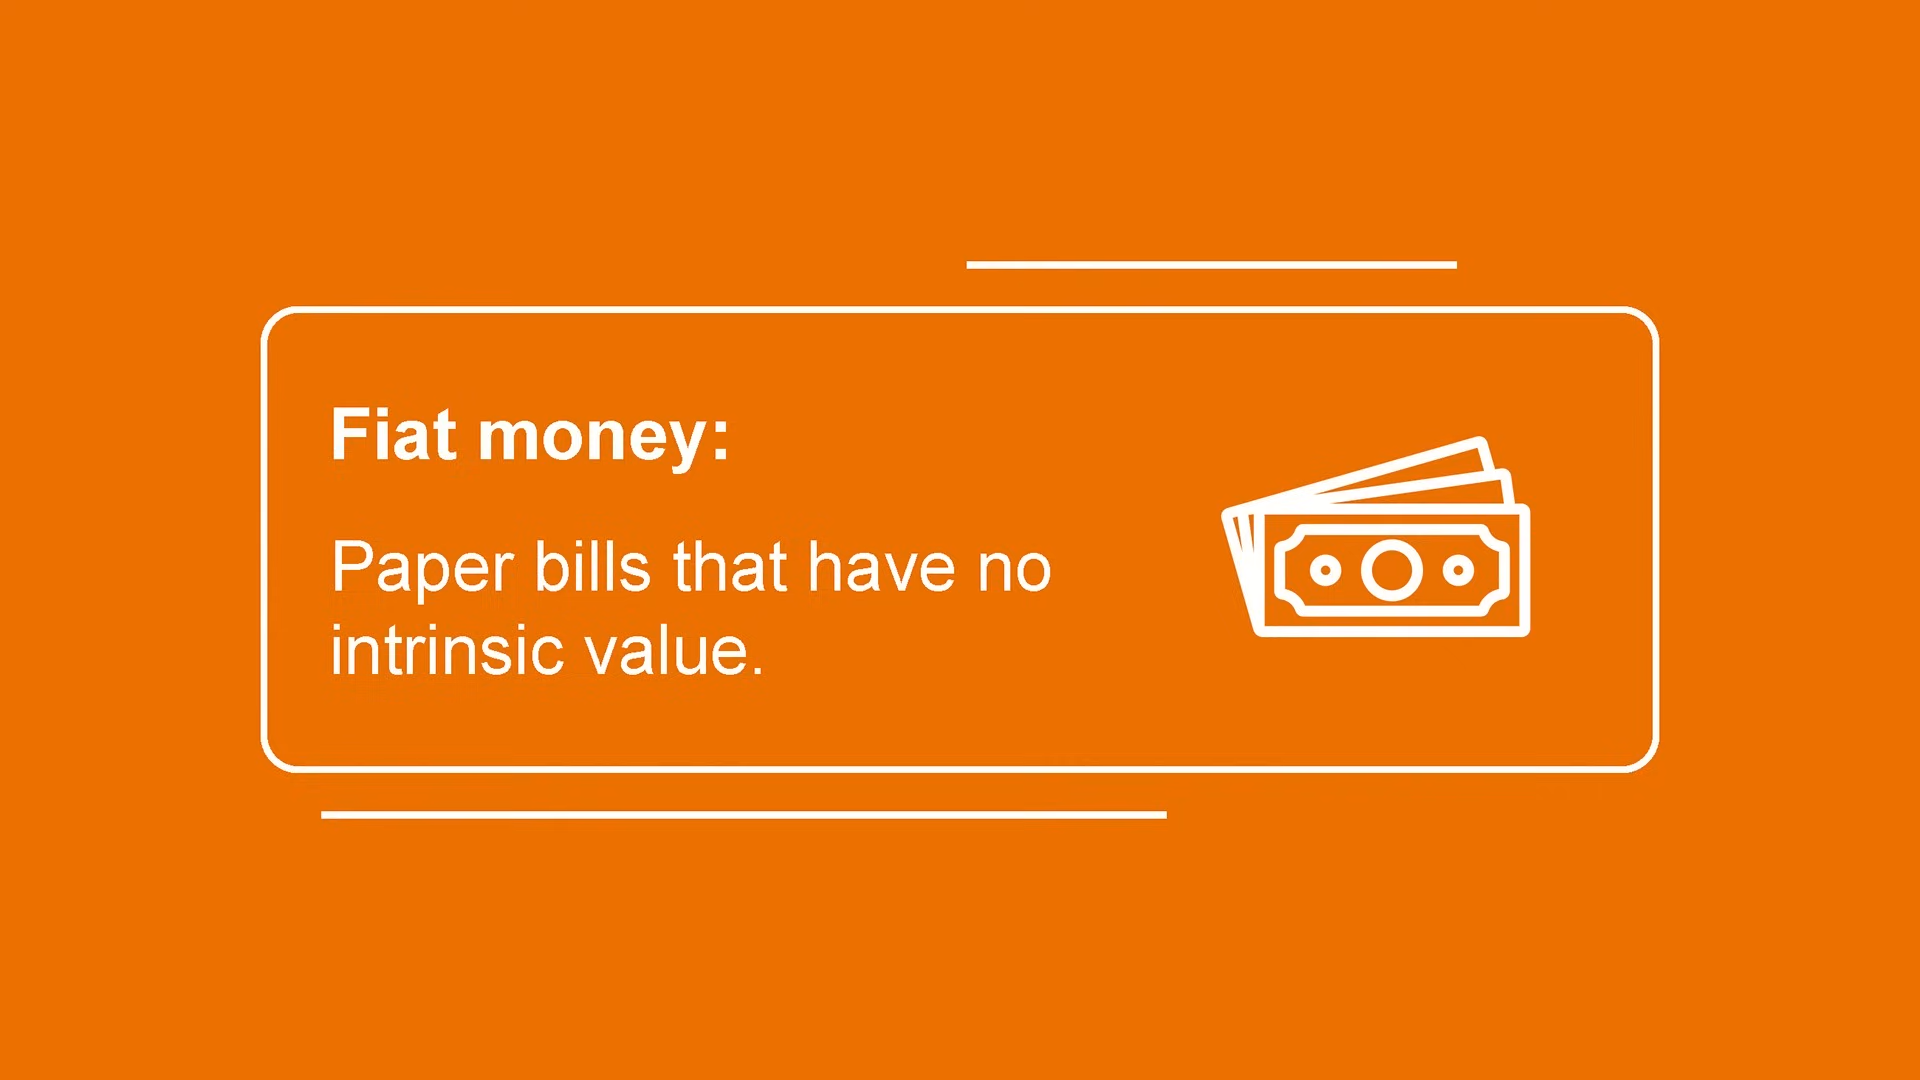 Fiat money:
Paper bills that have no
intrinsic value.